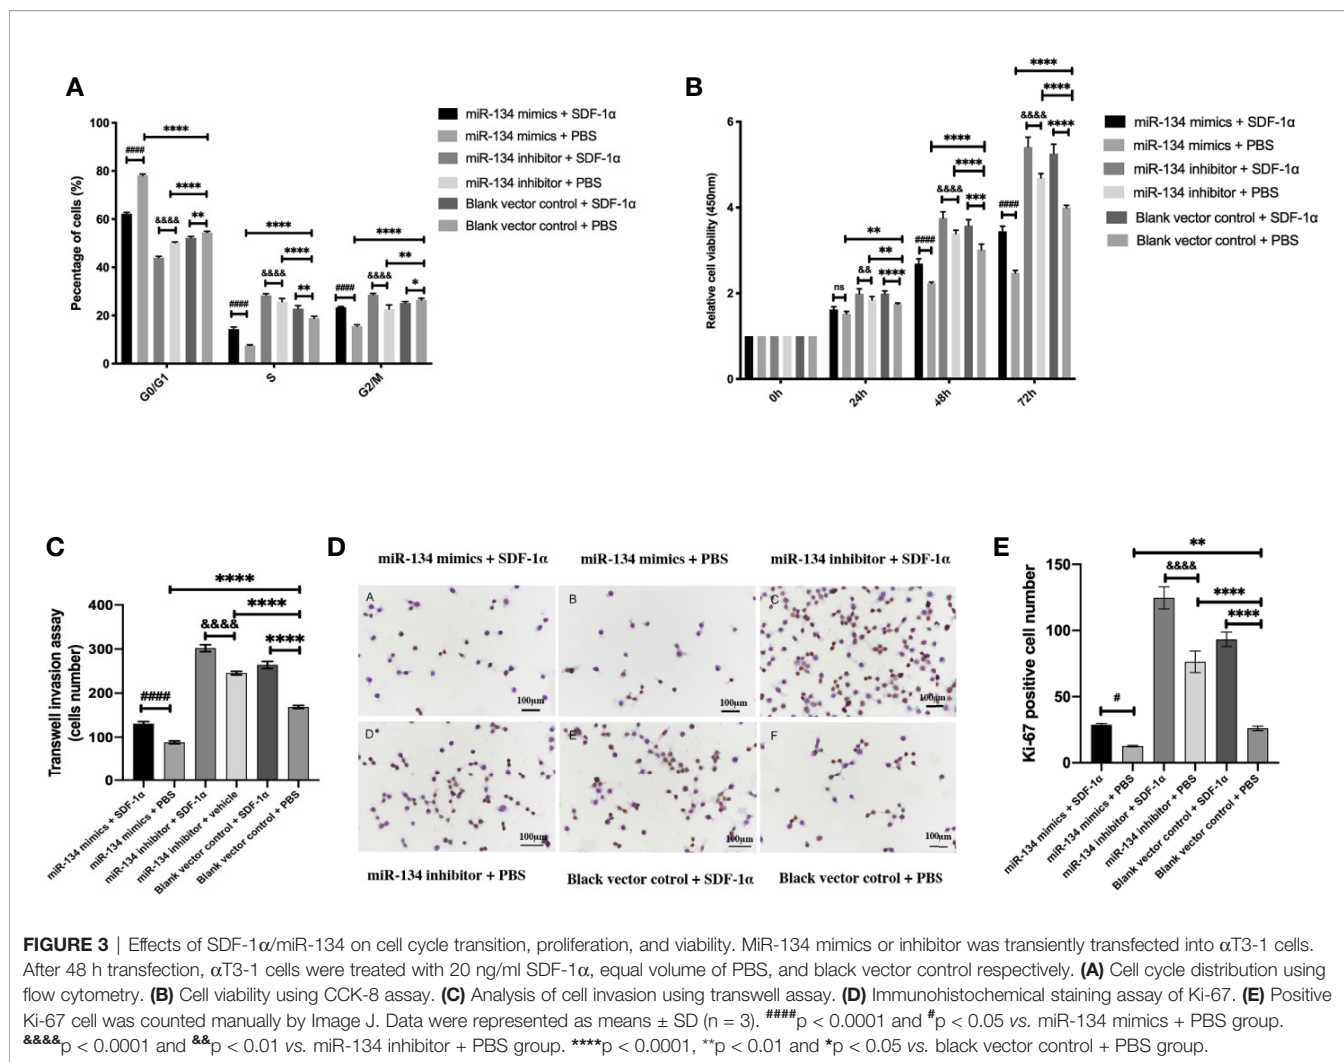 A
100
80
60
40
20
0
Pecentage of cells (%)
####
****
&&&&
****
**
####
****
&&&&
****
**
####
****
&&&&
**
*
G0/G1
S
G2/M
miR-134 mimics + SDF-1α
miR-134 mimics + PBS
miR-134 inhibitor + SDF-1α
miR-134 inhibitor + PBS
Blank vector control + SDF-1α
Blank vector control + PBS
B
6
4
2
0
Relative cell viability (450nm)
ns
**
&&
**
****
####
****
&&&&
****
***
####
****
&&&&
****
****
0h
24h
48h
72h
miR-134 mimics + SDF-1α
miR-134 mimics + PBS
miR-134 inhibitor + SDF-1α
miR-134 inhibitor + PBS
Blank vector control + SDF-1α
Blank vector control + PBS
C
400
300
200
100
0
Transwell invasion assay
(cells number)
####
****
&&&&
****
****
miR-134 mimics + SDF-1α
miR-134 mimics + PBS
miR-134 inhibitor + SDF-1α
miR-134 inhibitor + vehicle
Blank vector control + SDF-1α
Blank vector control + PBS
D
miR-134 mimics + SDF-1α
miR-134 mimics + PBS
miR-134 inhibitor + SDF-1α
A
100μm
B
100μm
C
100μm
D
100μm
E
100μm
F
100μm
miR-134 inhibitor + PBS
Black vector cotrol + SDF-1α
Black vector cotrol + PBS
E
150
100
50
0
Ki-67 positive cell number
#
**
&&&&
****
****
miR-134 mimics + SDF-1α
miR-134 mimics + PBS
miR-134 inhibitor + SDF-1α
miR-134 inhibitor + PBS
Blank vector control + SDF-1α
Blank vector control + PBS
FIGURE 3 | Effects of SDF-1α/miR-134 on cell cycle transition, proliferation, and viability. MiR-134 mimics or inhibitor was transiently transfected into αT3-1 cells.
After 48 h transfection, αT3-1 cells were treated with 20 ng/ml SDF-1α, equal volume of PBS, and black vector control respectively. (A) Cell cycle distribution using
flow cytometry. (B) Cell viability using CCK-8 assay. (C) Analysis of cell invasion using transwell assay. (D) Immunohistochemical staining assay of Ki-67. (E) Positive
Ki-67 cell was counted manually by Image J. Data were represented as means ± SD (n = 3). ####p < 0.0001 and #p < 0.05 vs. miR-134 mimics + PBS group.
&&&&p < 0.0001 and &&p < 0.01 vs. miR-134 inhibitor + PBS group. ****p < 0.0001, **p < 0.01 and *p < 0.05 vs. black vector control + PBS group.